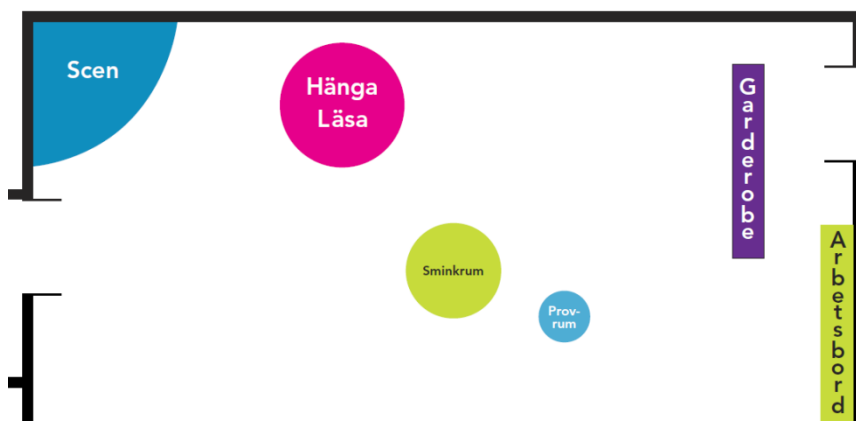 Scen
Hänga
Läsa
Garderobe
Sminkrum
Prov-
rum
Arbetsbord